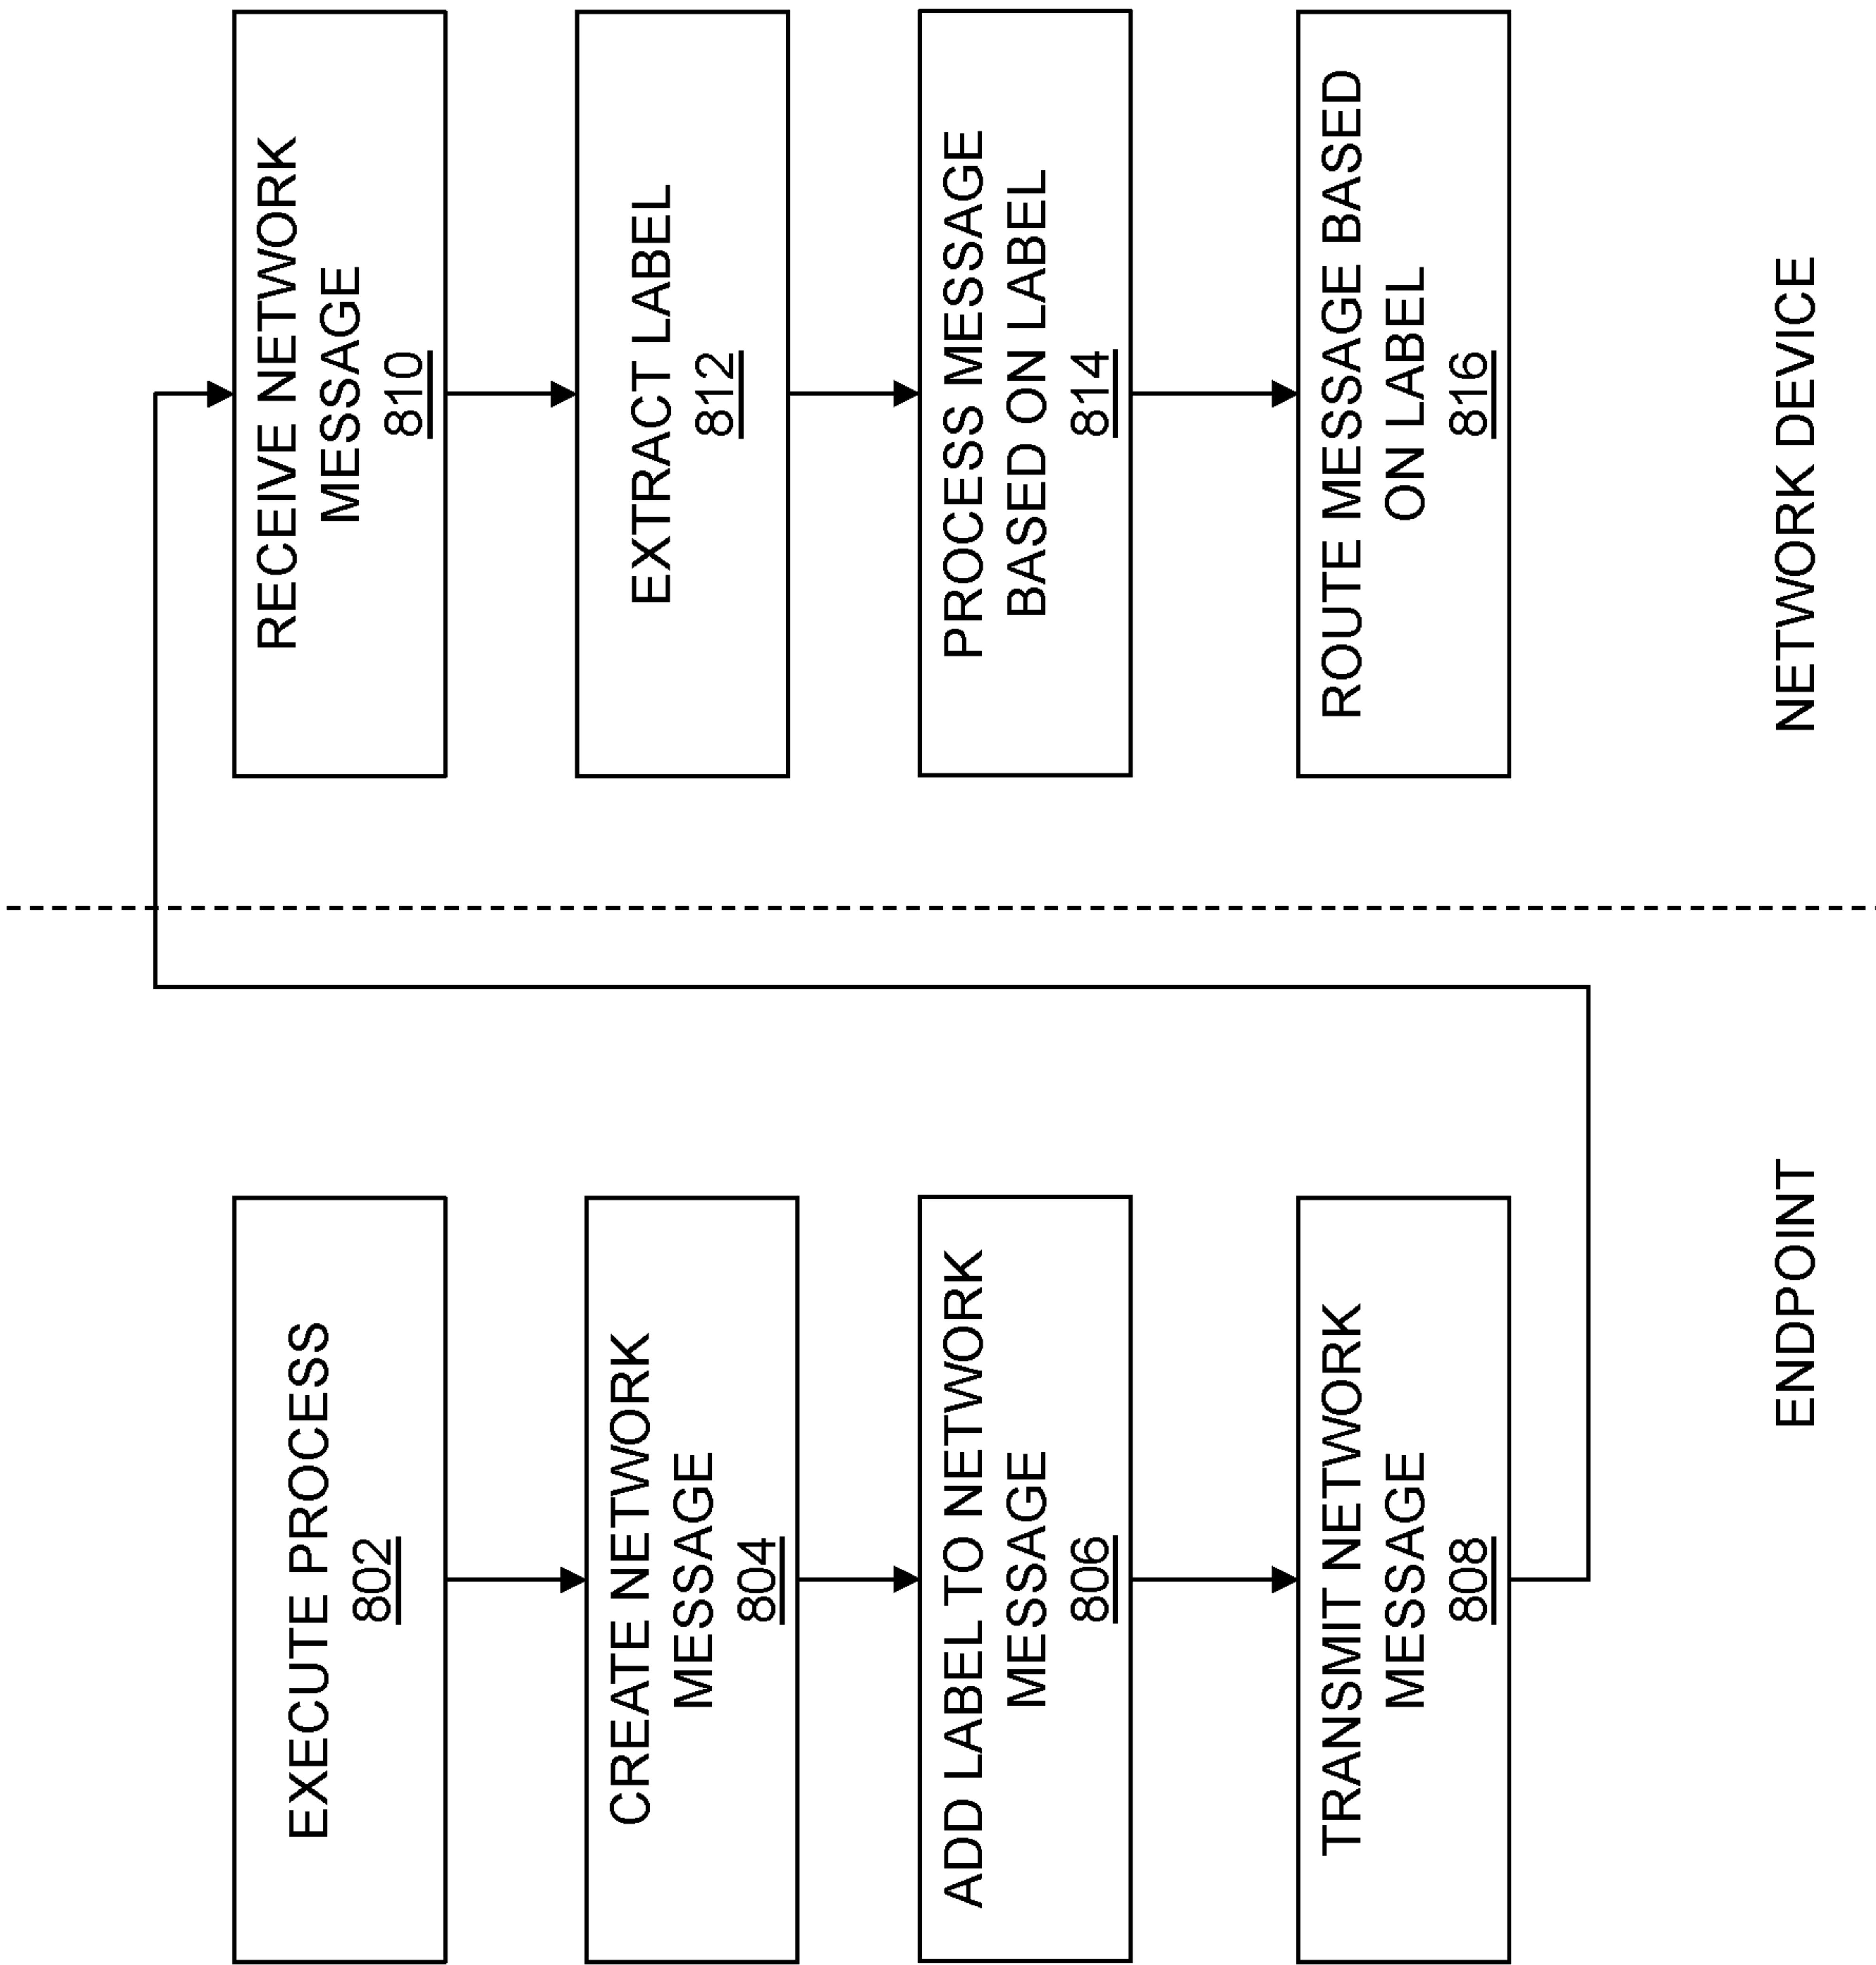 EXECUTE PROCESS
802
CREATE NETWORK
MESSAGE
804
ADD LABEL TO NETWORK
MESSAGE
806
TRANSMIT NETWORK
MESSAGE
808
ENDPOINT
RECEIVE NETWORK
MESSAGE
810
EXTRACT LABEL
812
PROCESS MESSAGE
BASED ON LABEL
814
ROUTE MESSAGE BASED
ON LABEL
816
NETWORK DEVICE